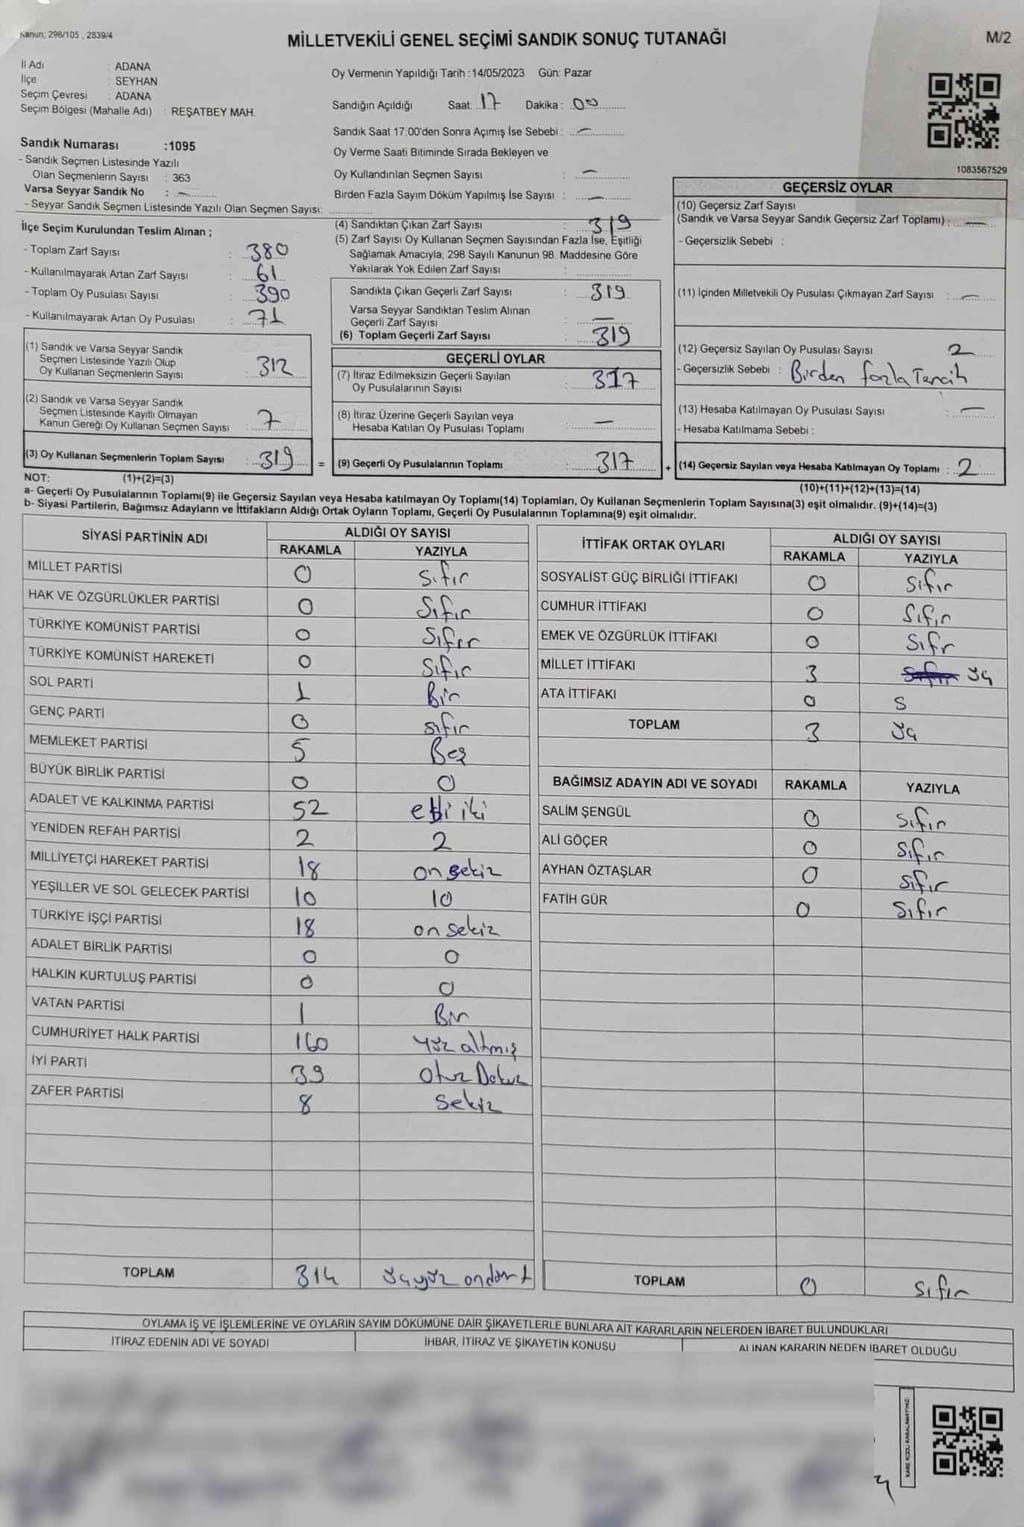 Kanun; 298/105 , 2839/4
MİLLETVEKİLİ GENEL SEÇİMİ SANDIK SONUÇ TUTANAĞI
M/2
İl Adı : ADANA
İlçe : SEYHAN
Seçim Çevresi : ADANA
Seçim Bölgesi (Mahalle Adı) : REŞATBEY MAH.
Sandık Numarası :1095
- Sandık Seçmen Listesinde Yazılı
Olan Seçmenlerin Sayısı : 363
Varsa Seyyar Sandık No : —
- Seyyar Sandık Seçmen Listesinde Yazılı Olan Seçmen Sayısı:
Oy Vermenin Yapıldığı Tarih :14/05/2023 Gün: Pazar
Sandığın Açıldığı Saat: 17 Dakika : 00
Sandık Saat 17:00'den Sonra Açımış İse Sebebi : —
Oy Verme Saati Bitiminde Sırada Bekleyen ve
Oy Kullandırılan Seçmen Sayısı : —
Birden Fazla Sayım Döküm Yapılmış İse Sayısı : —
1083567529
İlçe Seçim Kurulundan Teslim Alınan ;
- Toplam Zarf Sayısı : 380
- Kullanılmayarak Artan Zarf Sayısı : 61
- Toplam Oy Pusulası Sayısı : 390
- Kullanılmayarak Artan Oy Pusulası : 71
(1) Sandık ve Varsa Seyyar Sandık
Seçmen Listesinde Yazılı Olup
Oy Kullanan Seçmenlerin Sayısı : 312
(2) Sandık ve Varsa Seyyar Sandık
Seçmen Listesinde Kayıtlı Olmayan
Kanun Gereği Oy Kullanan Seçmen Sayısı : 7
(3) Oy Kullanan Seçmenlerin Toplam Sayısı : 319
(1)+(2)=(3)
(4) Sandıktan Çıkan Zarf Sayısı : 319
(5) Zarf Sayısı Oy Kullanan Seçmen Sayısından Fazla İse, Eşitliği
Sağlamak Amacıyla, 298 Sayılı Kanunun 98. Maddesine Göre
Yakılarak Yok Edilen Zarf Sayısı :
Sandıkta Çıkan Geçerli Zarf Sayısı : 319
Varsa Seyyar Sandıktan Teslim Alınan
Geçerli Zarf Sayısı : —
(6) Toplam Geçerli Zarf Sayısı : 319
GEÇERLİ OYLAR
(7) İtiraz Edilmeksizin Geçerli Sayılan
Oy Pusulalarının Sayısı : 317
(8) İtiraz Üzerine Geçerli Sayılan veya
Hesaba Katılan Oy Pusulası Toplamı : —
= (9) Geçerli Oy Pusulalarının Toplamı : 317
GEÇERSİZ OYLAR
(10) Geçersiz Zarf Sayısı
(Sandık ve Varsa Seyyar Sandık Geçersiz Zarf Toplamı) : —
- Geçersizlik Sebebi :
(11) İçinden Milletvekili Oy Pusulası Çıkmayan Zarf Sayısı : —
(12) Geçersiz Sayılan Oy Pusulası Sayısı : 2
- Geçersizlik Sebebi : Birden fazla Tercih
(13) Hesaba Katılmayan Oy Pusulası Sayısı : —
- Hesaba Katılmama Sebebi :
+ (14) Geçersiz Sayılan veya Hesaba Katılmayan Oy Toplamı : 2
(10)+(11)+(12)+(13)=(14)
NOT:
a- Geçerli Oy Pusulalarının Toplamı(9) ile Geçersiz Sayılan veya Hesaba katılmayan Oy Toplamı(14) Toplamları, Oy Kullanan Seçmenlerin Toplam Sayısına(3) eşit olmalıdır. (9)+(14)=(3)
b- Siyasi Partilerin, Bağımsız Adayların ve İttifakların Aldığı Oyların Toplamı, Geçerli Oy Pusulalarının Toplamına(9) eşit olmalıdır.
SİYASİ PARTİNİN ADI ALDIĞI OY SAYISI
RAKAMLA YAZIYLA
MİLLET PARTİSİ 0 sıfır
HAK VE ÖZGÜRLÜKLER PARTİSİ 0 Sıfır
TÜRKİYE KOMÜNİST PARTİSİ 0 Sıfır
TÜRKİYE KOMÜNİST HAREKETİ 0 Sıfır
SOL PARTİ 1 Bir
GENÇ PARTİ 0 sıfır
MEMLEKET PARTİSİ 5 Beş
BÜYÜK BİRLİK PARTİSİ 0 0
ADALET VE KALKINMA PARTİSİ 52 elli iki
YENİDEN REFAH PARTİSİ 2 2
MİLLİYETÇİ HAREKET PARTİSİ 18 on sekiz
YEŞİLLER VE SOL GELECEK PARTİSİ 10 10
TÜRKİYE İŞÇİ PARTİSİ 18 on sekiz
ADALET BİRLİK PARTİSİ 0 0
HALKIN KURTULUŞ PARTİSİ 0 0
VATAN PARTİSİ 1 Bir
CUMHURİYET HALK PARTİSİ 160 yüz altmış
İYİ PARTİ 39 otuz Dokuz
ZAFER PARTİSİ 8 sekiz
TOPLAM 314 üçyüz ondört
İTTİFAK ORTAK OYLARI ALDIĞI OY SAYISI
RAKAMLA YAZIYLA
SOSYALİST GÜÇ BİRLİĞİ İTTİFAKI 0 sıfır
CUMHUR İTTİFAKI 0 sıfır
EMEK VE ÖZGÜRLÜK İTTİFAKI 0 sıfr
MİLLET İTTİFAKI 3 sıfır üç
ATA İTTİFAKI 0 S
TOPLAM 3 üç
BAĞIMSIZ ADAYIN ADI VE SOYADI RAKAMLA YAZIYLA
SALİM ŞENGÜL 0 sıfır
ALİ GÖÇER 0 sıfır
AYHAN ÖZTAŞLAR 0 sıfır
FATİH GÜR 0 sıfır
TOPLAM 0 sıfır
OYLAMA İŞ VE İŞLEMLERİNE VE OYLARIN SAYIM DÖKÜMÜNE DAİR ŞİKAYETLERLE BUNLARA AİT KARARLARIN NELERDEN İBARET BULUNDUKLARI
İTİRAZ EDENİN ADI VE SOYADI İHBAR, İTİRAZ VE ŞİKAYETİN KONUSU ALINAN KARARIN NEDEN İBARET OLDUĞU
KARE KODU KARALAMAYINIZ